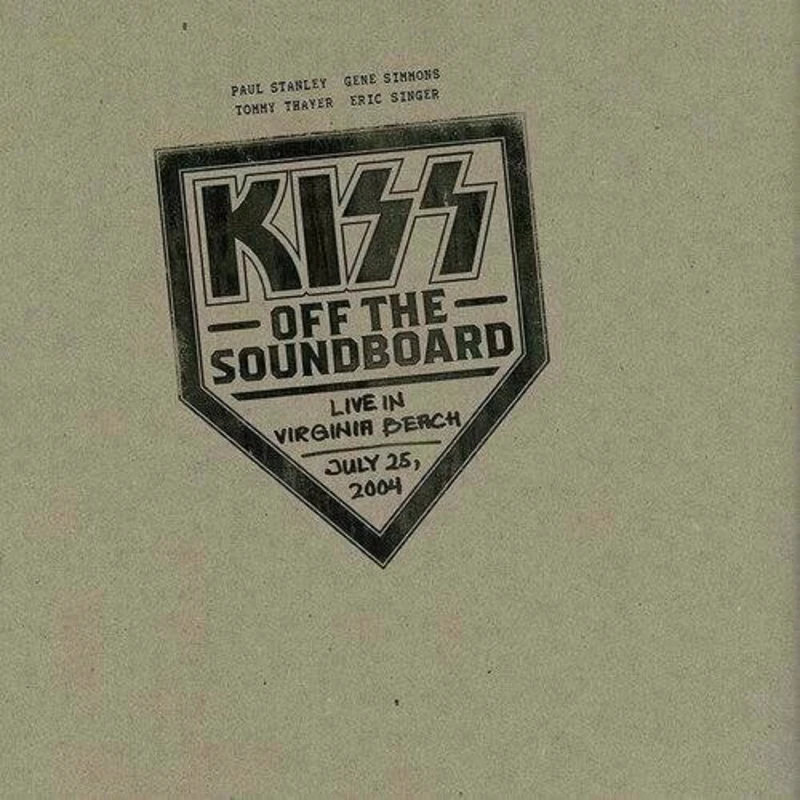 PAUL STANLEY GENE SIMMONS
TOMMY THAYER ERIC SINGER
KISS
OFF THE
SOUNDBOARD
LIVE IN
VIRGINIA BEACH
JULY 25,
2004